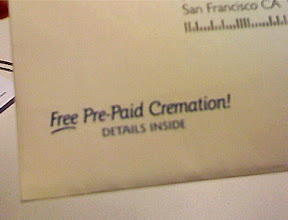 San Francisco CA
Free Pre-Paid Cremation!
DETAILS INSIDE